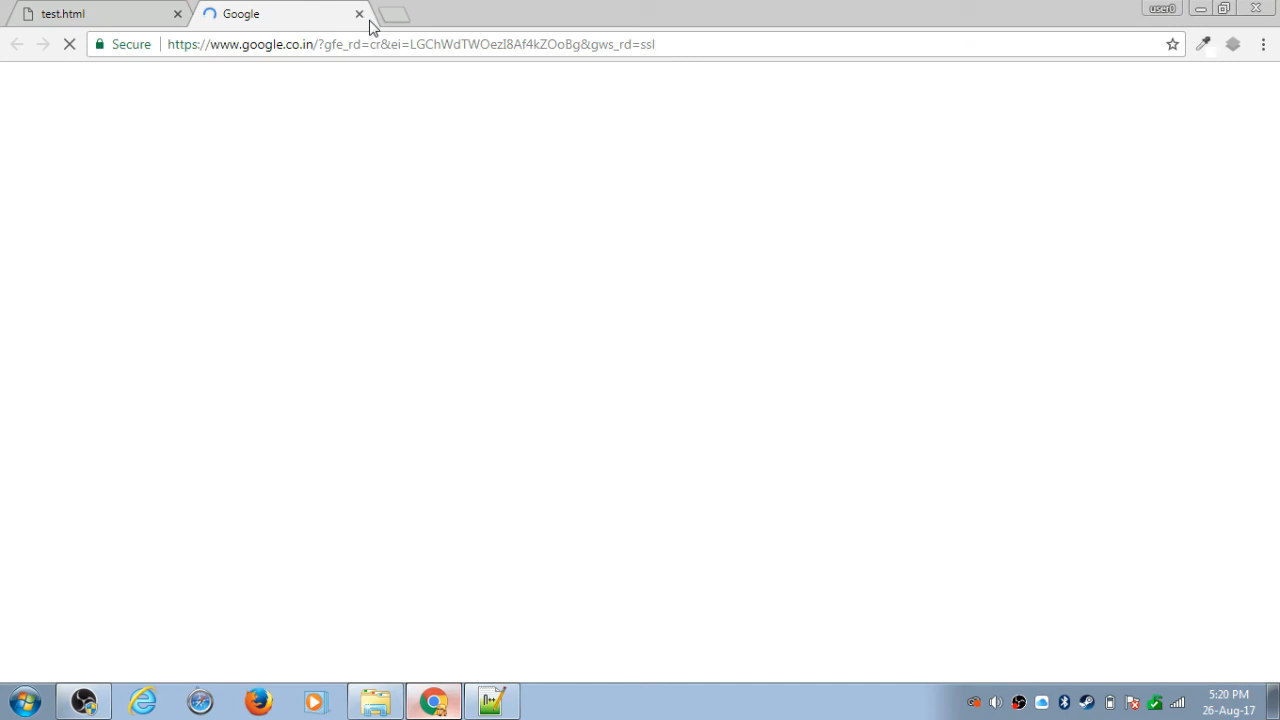 test.html
Google
user0
Secure
https://www.google.co.in/?gfe_rd=cr&ei=LGChWdTWOezI8Af4kZOoBg&gws_rd=ssl
5:20 PM
26-Aug-17